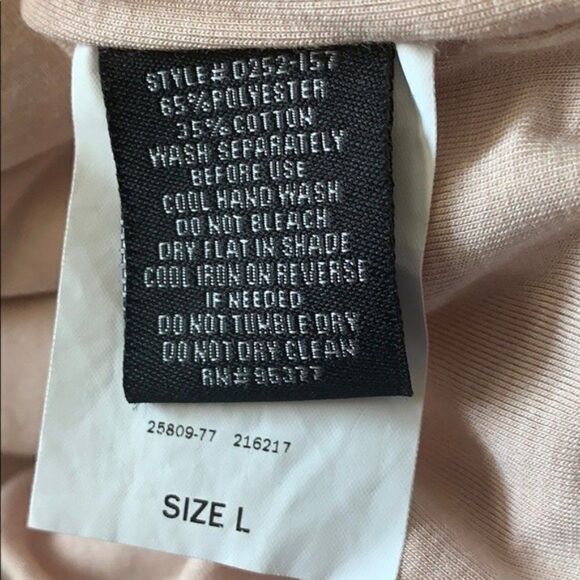 STYLE# D252-157
65% POLYESTER
35% COTTON
WASH SEPARATELY
BEFORE USE
COOL HAND WASH
DO NOT BLEACH
DRY FLAT IN SHADE
COOL IRON ON REVERSE
IF NEEDED
DO NOT TUMBLE DRY
DO NOT DRY CLEAN
RN# 96377
25809-77 216217
SIZE L